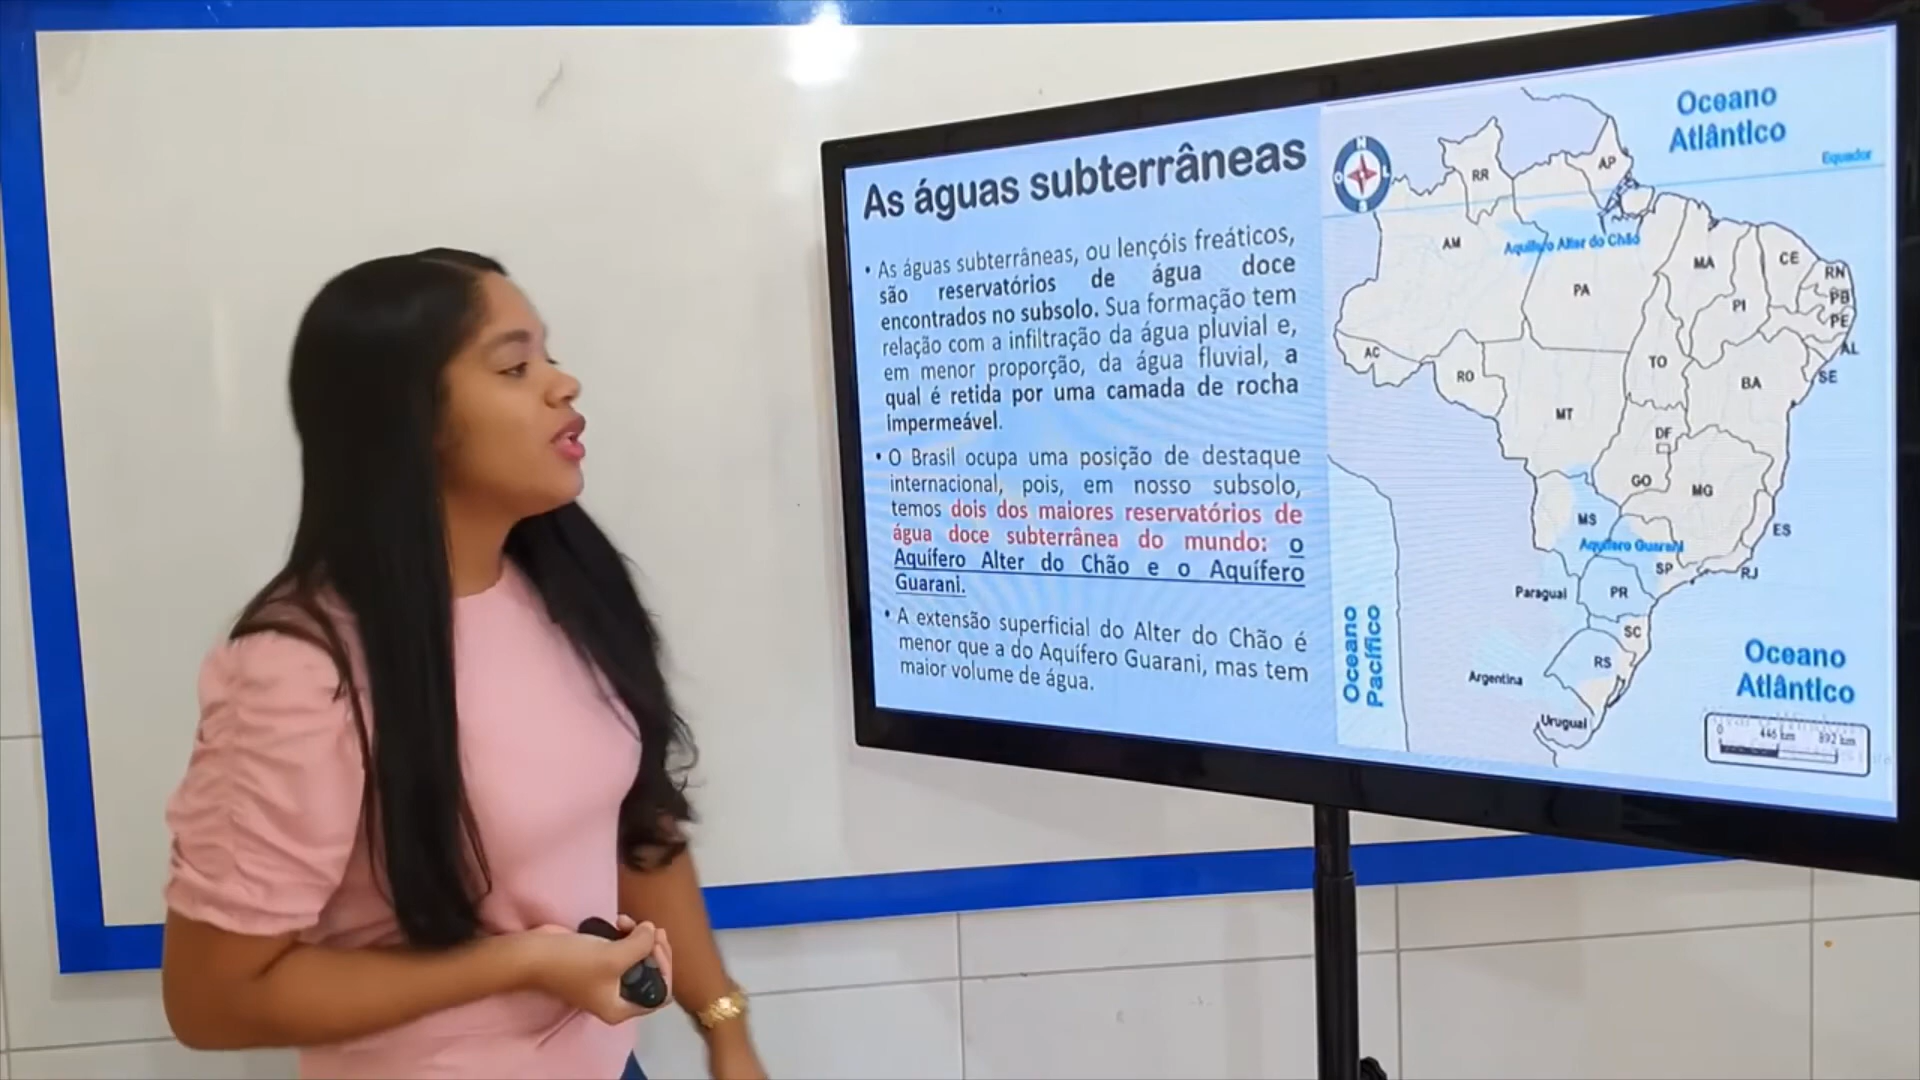 As águas subterrâneas
• As águas subterrâneas, ou lençóis freáticos,
são reservatórios de água doce
encontrados no subsolo. Sua formação tem
relação com a infiltração da água pluvial e,
em menor proporção, da água fluvial, a
qual é retida por uma camada de rocha
impermeável.
• O Brasil ocupa uma posição de destaque
internacional, pois, em nosso subsolo,
temos dois dos maiores reservatórios de
água doce subterrânea do mundo: o
Aquífero Alter do Chão e o Aquífero
Guarani.
• A extensão superficial do Alter do Chão é
menor que a do Aquífero Guarani, mas tem
maior volume de água.
Oceano
Atlântico
Equador
N
O
L
S
RR
AP
AM
Aquífero Alter do Chão
PA
MA
CE
RN
PB
PE
AL
SE
PI
AC
RO
TO
BA
MT
DF
GO
MG
MS
ES
Aquífero Guarani
SP
RJ
Paraguai
PR
SC
RS
Argentina
Uruguai
Oceano
Pacífico
Oceano
Atlântico
0 446 km 892 km